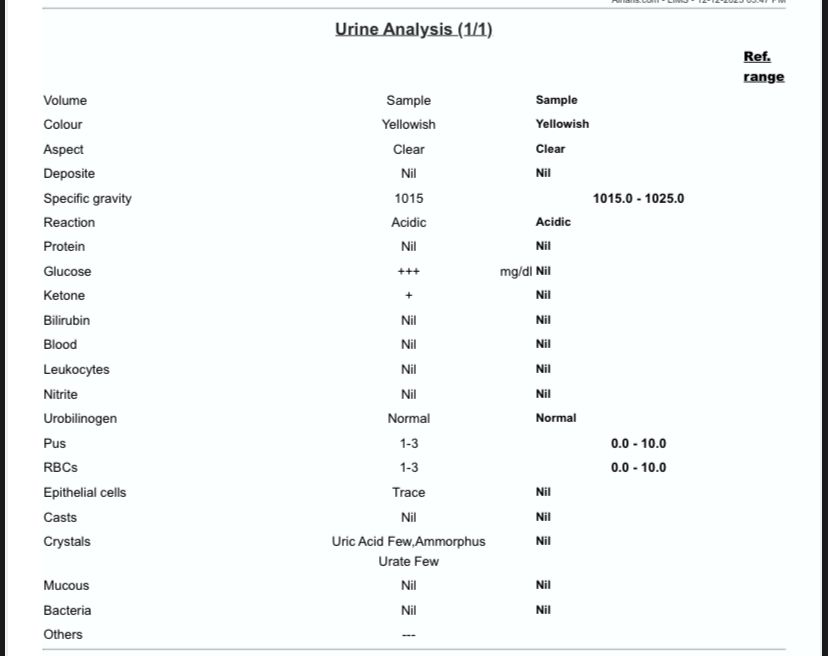 Urine Analysis (1/1)
Ref.
range
Volume Sample Sample
Colour Yellowish Yellowish
Aspect Clear Clear
Deposite Nil Nil
Specific gravity 1015 1015.0 - 1025.0
Reaction Acidic Acidic
Protein Nil Nil
Glucose +++ mg/dl Nil
Ketone + Nil
Bilirubin Nil Nil
Blood Nil Nil
Leukocytes Nil Nil
Nitrite Nil Nil
Urobilinogen Normal Normal
Pus 1-3 0.0 - 10.0
RBCs 1-3 0.0 - 10.0
Epithelial cells Trace Nil
Casts Nil Nil
Crystals Uric Acid Few,Ammorphus Nil
Urate Few
Mucous Nil Nil
Bacteria Nil Nil
Others ---